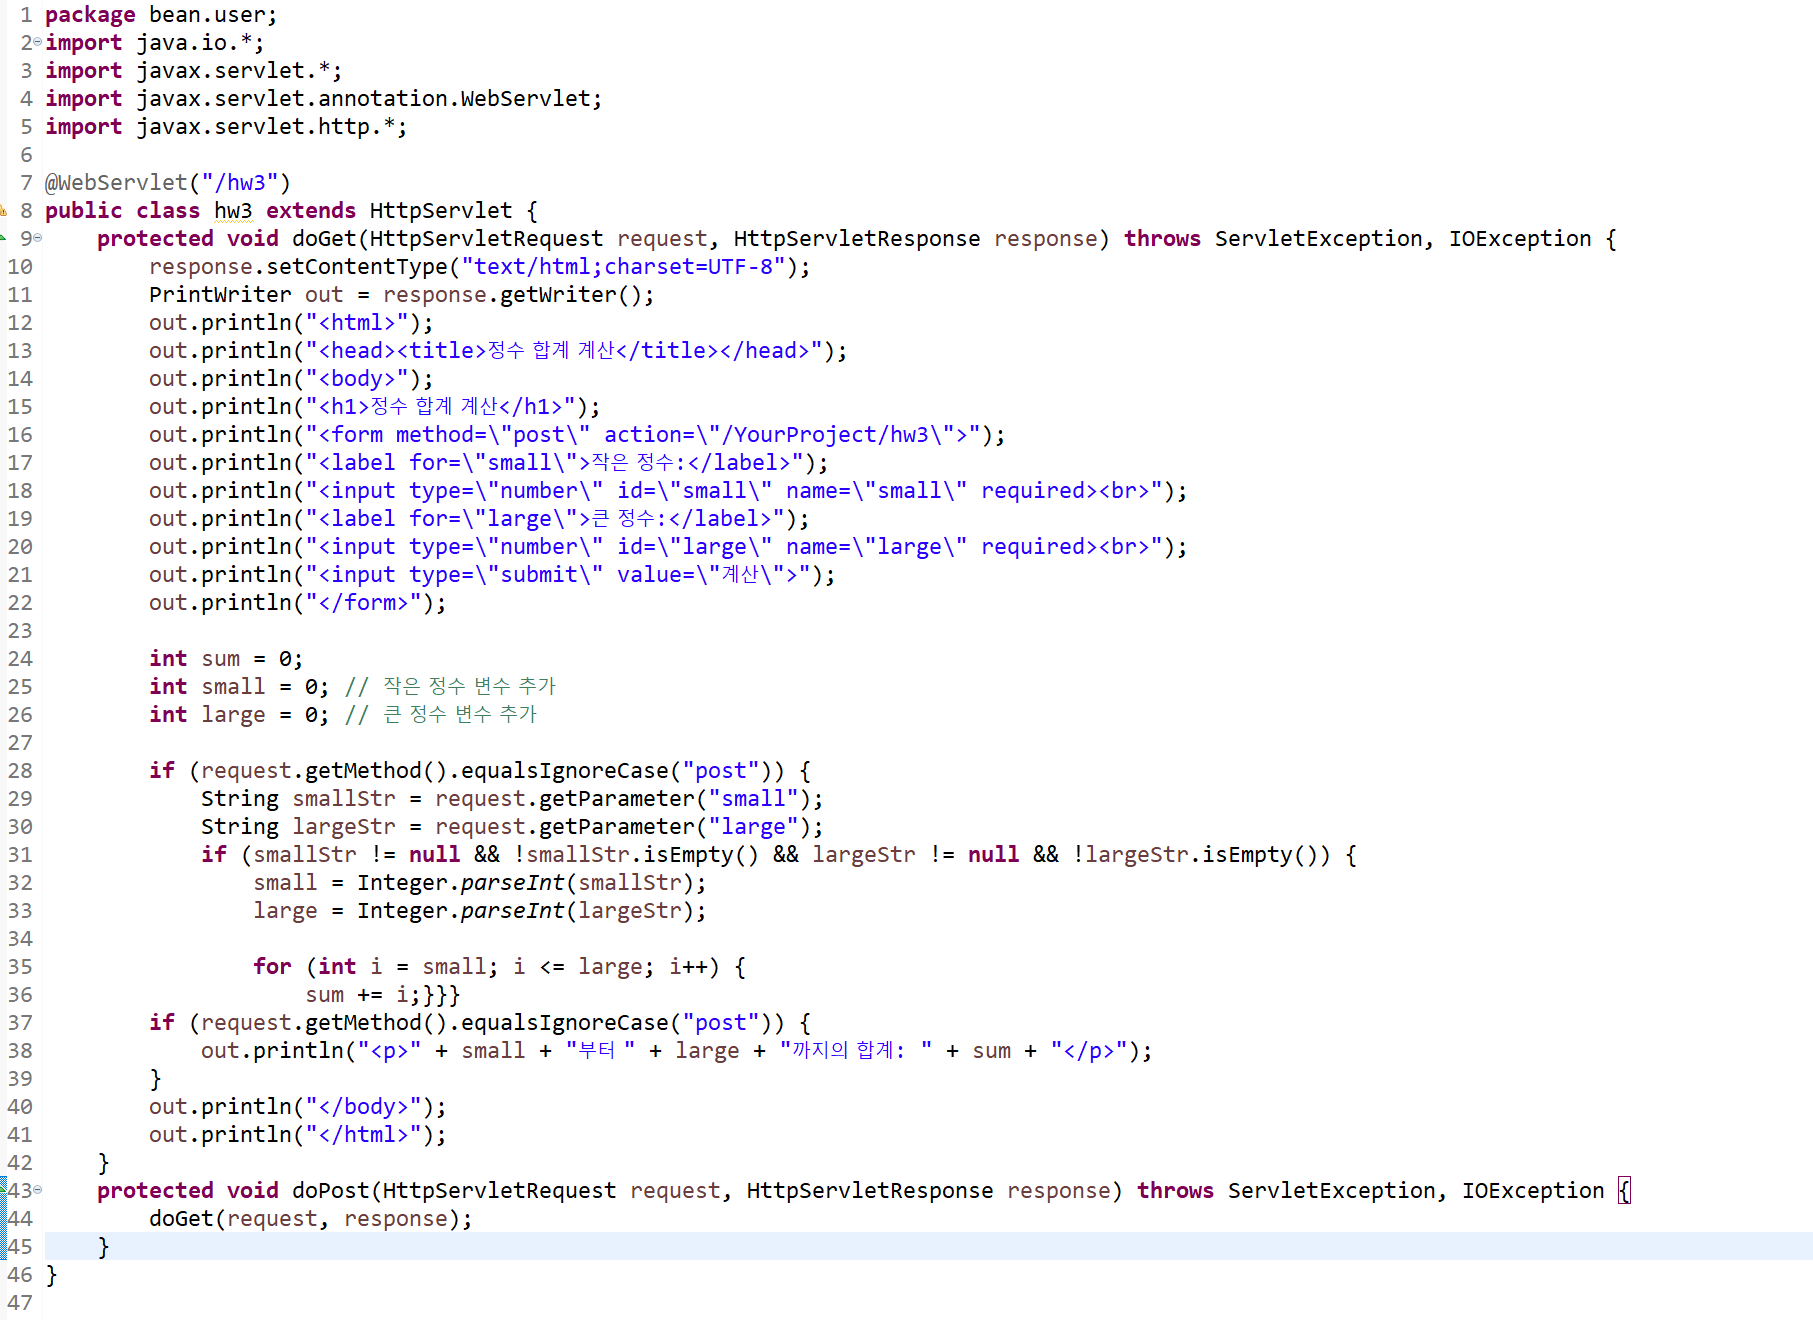 1 package bean.user;
2 import java.io.*;
3 import javax.servlet.*;
4 import javax.servlet.annotation.WebServlet;
5 import javax.servlet.http.*;
6
7 @WebServlet("/hw3")
8 public class hw3 extends HttpServlet {
9     protected void doGet(HttpServletRequest request, HttpServletResponse response) throws ServletException, IOException {
10         response.setContentType("text/html;charset=UTF-8");
11         PrintWriter out = response.getWriter();
12         out.println("<html>");
13         out.println("<head><title>정수 합계 계산</title></head>");
14         out.println("<body>");
15         out.println("<h1>정수 합계 계산</h1>");
16         out.println("<form method=\"post\" action=\"/YourProject/hw3\">");
17         out.println("<label for=\"small\">작은 정수:</label>");
18         out.println("<input type=\"number\" id=\"small\" name=\"small\" required><br>");
19         out.println("<label for=\"large\">큰 정수:</label>");
20         out.println("<input type=\"number\" id=\"large\" name=\"large\" required><br>");
21         out.println("<input type=\"submit\" value=\"계산\">");
22         out.println("</form>");
23
24         int sum = 0;
25         int small = 0; // 작은 정수 변수 추가
26         int large = 0; // 큰 정수 변수 추가
27
28         if (request.getMethod().equalsIgnoreCase("post")) {
29             String smallStr = request.getParameter("small");
30             String largeStr = request.getParameter("large");
31             if (smallStr != null && !smallStr.isEmpty() && largeStr != null && !largeStr.isEmpty()) {
32                 small = Integer.parseInt(smallStr);
33                 large = Integer.parseInt(largeStr);
34
35                 for (int i = small; i <= large; i++) {
36                     sum += i;}}}
37         if (request.getMethod().equalsIgnoreCase("post")) {
38             out.println("<p>" + small + "부터 " + large + "까지의 합계: " + sum + "</p>");
39         }
40         out.println("</body>");
41         out.println("</html>");
42     }
43     protected void doPost(HttpServletRequest request, HttpServletResponse response) throws ServletException, IOException {
44         doGet(request, response);
45     }
46 }
47